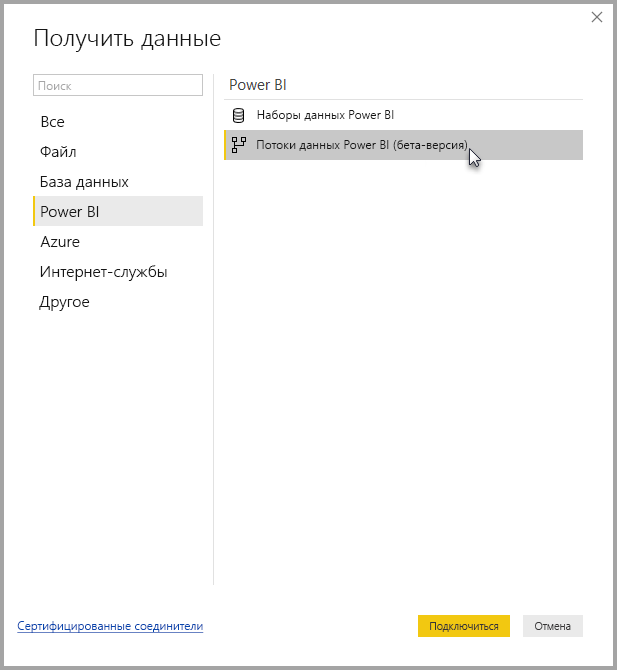 Получить данные
Поиск
Все
Файл
База данных
Power BI
Azure
Интернет-службы
Другое
Power BI
Наборы данных Power BI
Потоки данных Power BI (бета-версия)
Сертифицированные соединители
Подключиться
Отмена